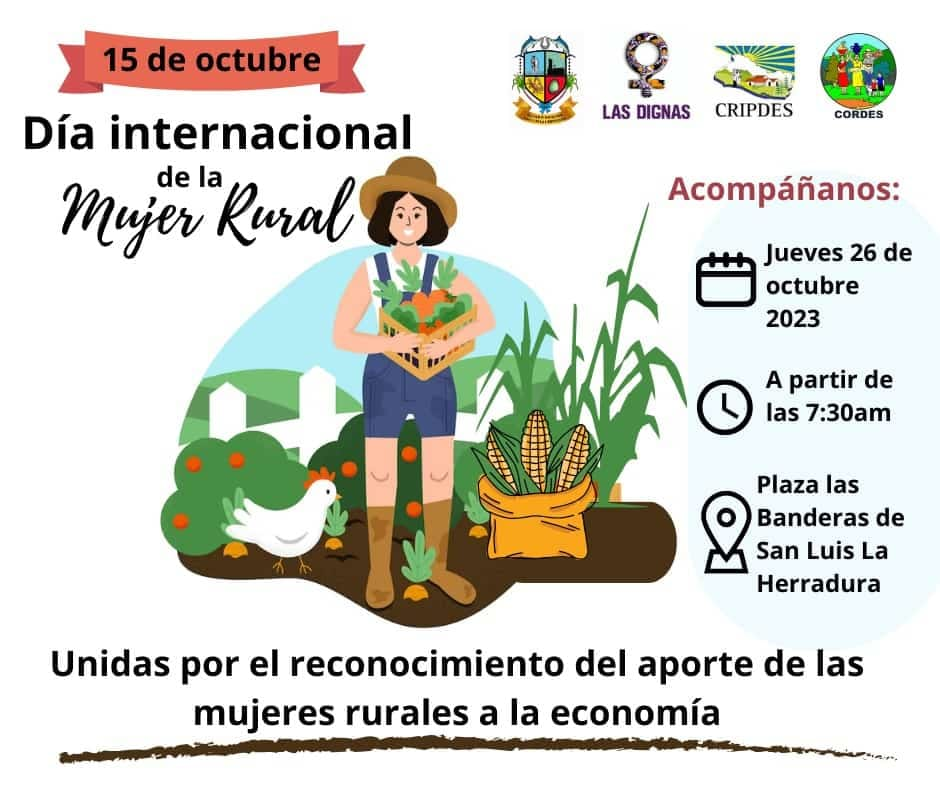 15 de octubre
Día internacional
de la
Mujer Rural
LAS DIGNAS
CRIPDES
CORDES
Acompáñanos:
Jueves 26 de
octubre
2023
A partir de
las 7:30am
Plaza las
Banderas de
San Luis La
Herradura
Unidas por el reconocimiento del aporte de las
mujeres rurales a la economía